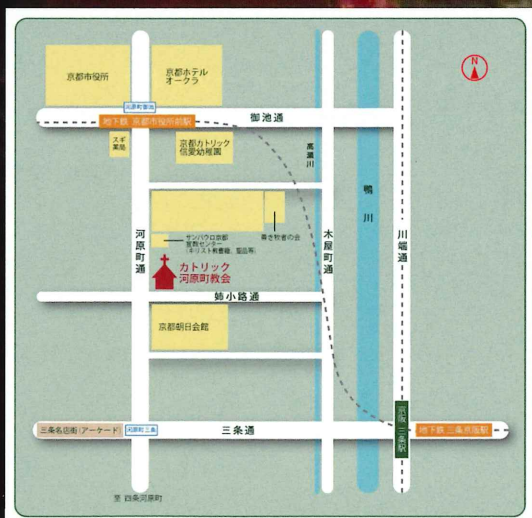 N
京都市役所
京都ホテル
オークラ
河原町御池
地下鉄 京都市役所前駅
御池通
スギ
薬局
京都カトリック
信愛幼稚園
高瀬川
鴨川
河原町通
木屋町通
川端通
サンパウロ京都
宣教センター
(キリスト教書籍、聖品等)
善き牧者の会
カトリック
河原町教会
姉小路通
京都朝日会館
京阪 三条駅
三条名店街(アーケード)
河原町三条
三条通
地下鉄 三条京阪駅
至 四条河原町